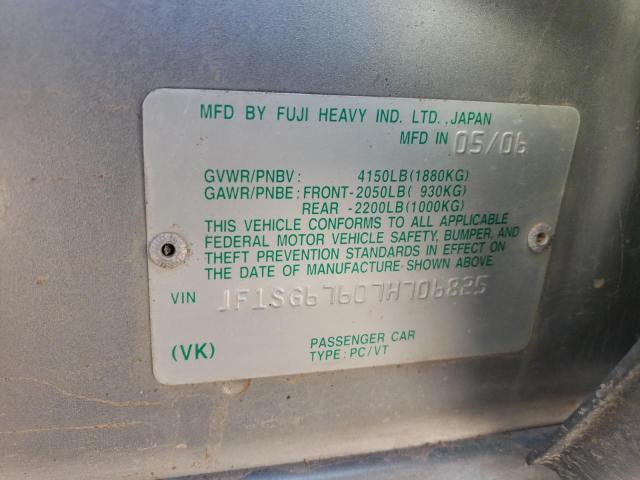 MFD BY FUJI HEAVY IND. LTD., JAPAN
MFD IN 05/06
GVWR/PNBV: 4150LB(1880KG)
GAWR/PNBE: FRONT-2050LB( 930KG)
REAR -2200LB(1000KG)
THIS VEHICLE CONFORMS TO ALL APPLICABLE
FEDERAL MOTOR VEHICLE SAFETY, BUMPER, AND
THEFT PREVENTION STANDARDS IN EFFECT ON
THE DATE OF MANUFACTURE SHOWN ABOVE.
VIN JF1SG67607H706825
(VK) PASSENGER CAR
TYPE: PC/VT